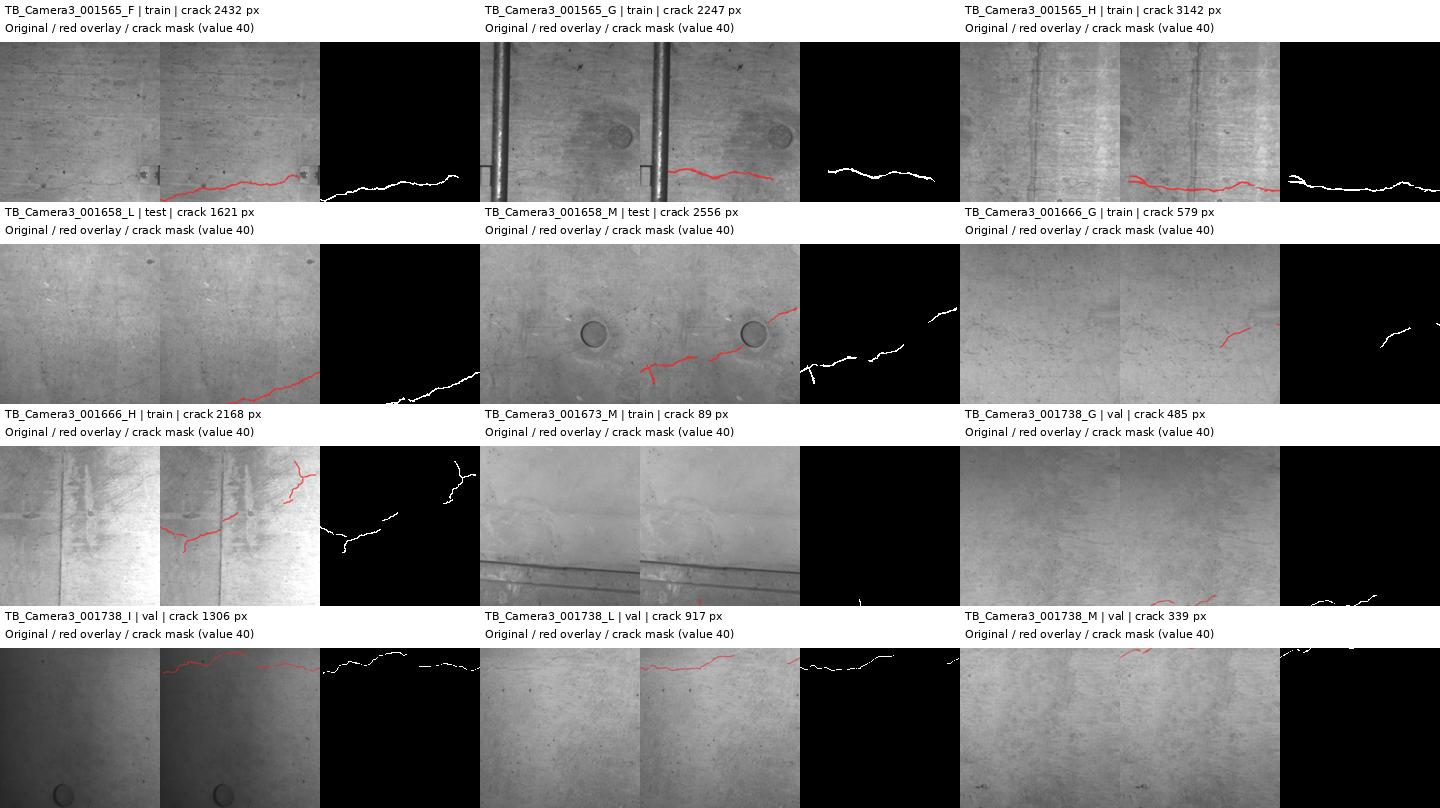 TB_Camera3_001565_F | train | crack 2432 px
Original / red overlay / crack mask (value 40)
TB_Camera3_001565_G | train | crack 2247 px
Original / red overlay / crack mask (value 40)
TB_Camera3_001565_H | train | crack 3142 px
Original / red overlay / crack mask (value 40)
TB_Camera3_001658_L | test | crack 1621 px
Original / red overlay / crack mask (value 40)
TB_Camera3_001658_M | test | crack 2556 px
Original / red overlay / crack mask (value 40)
TB_Camera3_001666_G | train | crack 579 px
Original / red overlay / crack mask (value 40)
TB_Camera3_001666_H | train | crack 2168 px
Original / red overlay / crack mask (value 40)
TB_Camera3_001673_M | train | crack 89 px
Original / red overlay / crack mask (value 40)
TB_Camera3_001738_G | val | crack 485 px
Original / red overlay / crack mask (value 40)
TB_Camera3_001738_I | val | crack 1306 px
Original / red overlay / crack mask (value 40)
TB_Camera3_001738_L | val | crack 917 px
Original / red overlay / crack mask (value 40)
TB_Camera3_001738_M | val | crack 339 px
Original / red overlay / crack mask (value 40)